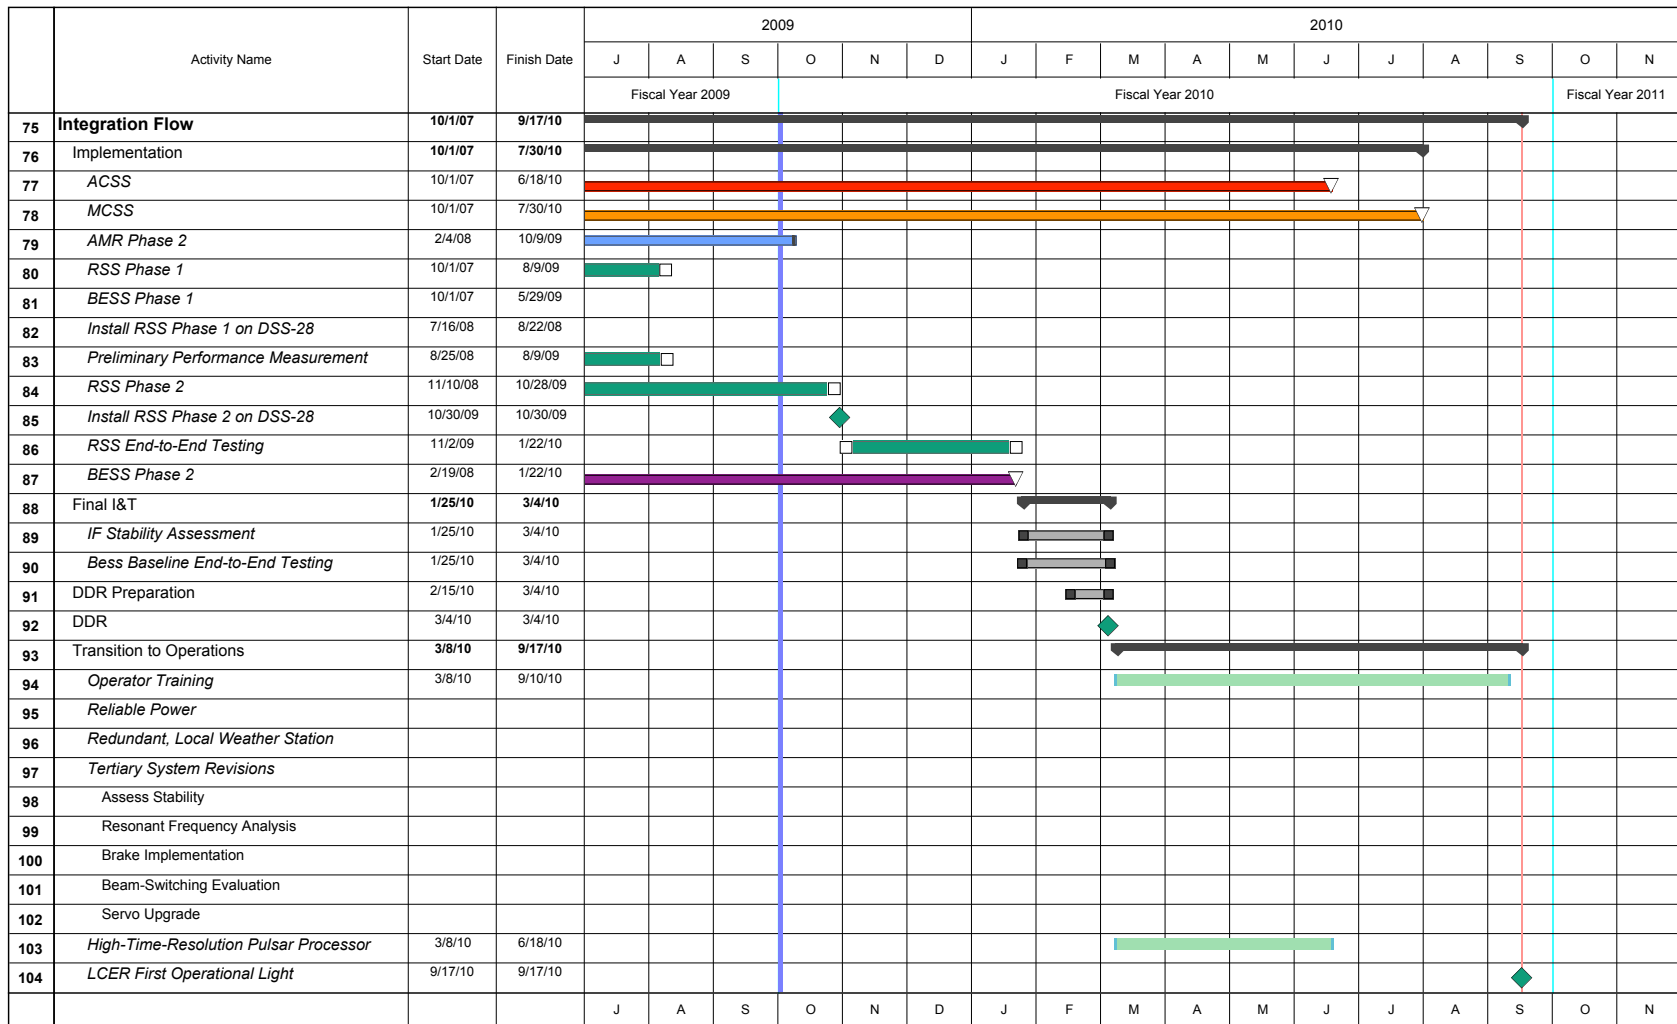 2009 2010
Activity Name Start Date Finish Date J A S O N D J F M A M J J A S O N
Fiscal Year 2009 Fiscal Year 2010 Fiscal Year 2011
75 Integration Flow 10/1/07 9/17/10
76 Implementation 10/1/07 7/30/10
77 ACSS 10/1/07 6/18/10
78 MCSS 10/1/07 7/30/10
79 AMR Phase 2 2/4/08 10/9/09
80 RSS Phase 1 10/1/07 8/9/09
81 BESS Phase 1 10/1/07 5/29/09
82 Install RSS Phase 1 on DSS-28 7/16/08 8/22/08
83 Preliminary Performance Measurement 8/25/08 8/9/09
84 RSS Phase 2 11/10/08 10/28/09
85 Install RSS Phase 2 on DSS-28 10/30/09 10/30/09
86 RSS End-to-End Testing 11/2/09 1/22/10
87 BESS Phase 2 2/19/08 1/22/10
88 Final I&T 1/25/10 3/4/10
89 IF Stability Assessment 1/25/10 3/4/10
90 Bess Baseline End-to-End Testing 1/25/10 3/4/10
91 DDR Preparation 2/15/10 3/4/10
92 DDR 3/4/10 3/4/10
93 Transition to Operations 3/8/10 9/17/10
94 Operator Training 3/8/10 9/10/10
95 Reliable Power
96 Redundant, Local Weather Station
97 Tertiary System Revisions
98 Assess Stability
99 Resonant Frequency Analysis
100 Brake Implementation
101 Beam-Switching Evaluation
102 Servo Upgrade
103 High-Time-Resolution Pulsar Processor 3/8/10 6/18/10
104 LCER First Operational Light 9/17/10 9/17/10
J A S O N D J F M A M J J A S O N